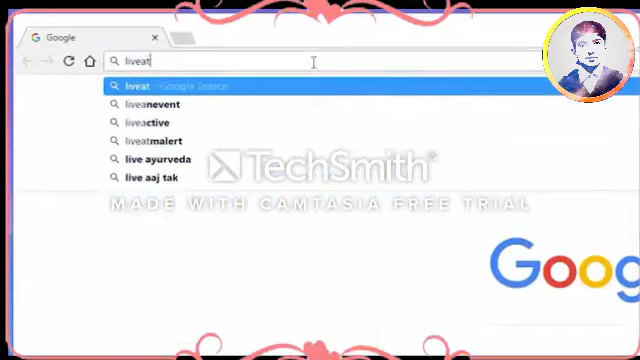 Google
liveat
liveat - Google Search
liveanevent
liveactive
liveatmalert
live ayurveda
live aaj tak
TechSmith®
MADE WITH CAMTASIA FREE TRIAL
Goog